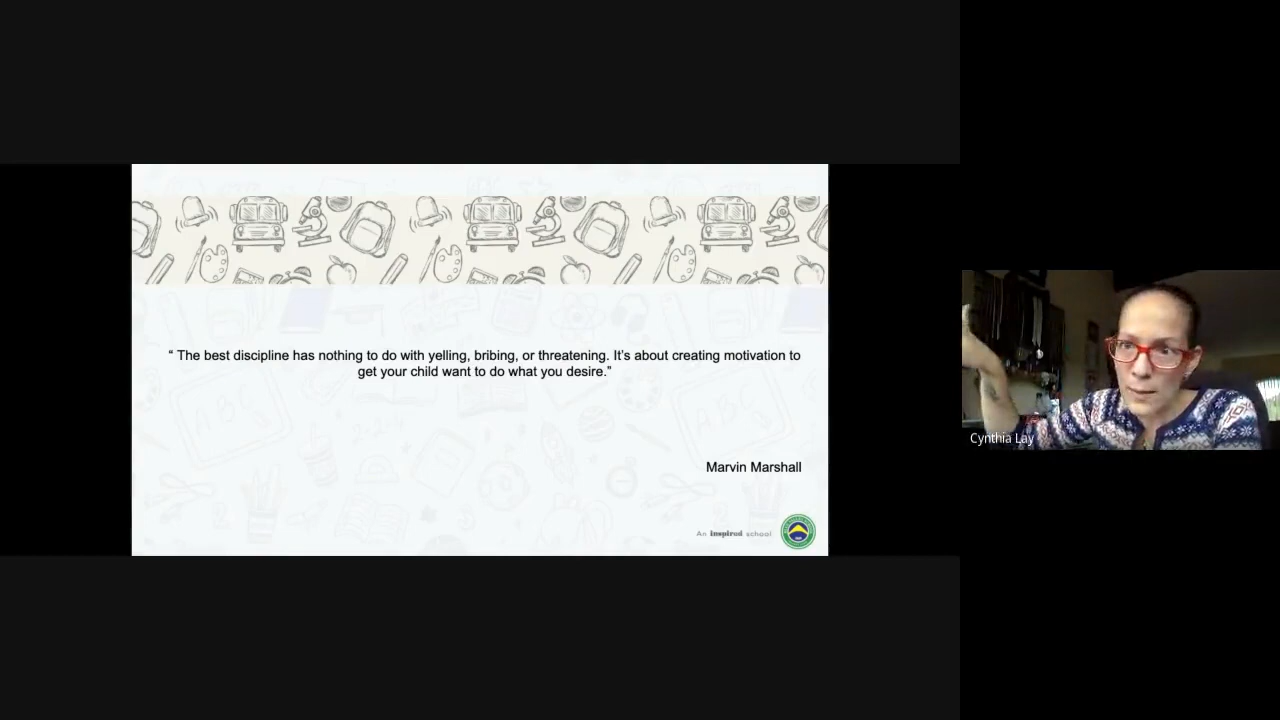 “ The best discipline has nothing to do with yelling, bribing, or threatening. It’s about creating motivation to
get your child want to do what you desire.”
Marvin Marshall
An inspired school
Cynthia Lay